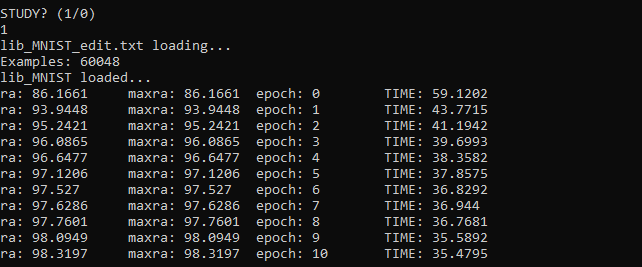 STUDY? (1/0)
1
lib_MNIST_edit.txt loading...
Examples: 60048
lib_MNIST loaded...
ra: 86.1661 maxra: 86.1661 epoch: 0 TIME: 59.1202
ra: 93.9448 maxra: 93.9448 epoch: 1 TIME: 43.7715
ra: 95.2421 maxra: 95.2421 epoch: 2 TIME: 41.1942
ra: 96.0865 maxra: 96.0865 epoch: 3 TIME: 39.6993
ra: 96.6477 maxra: 96.6477 epoch: 4 TIME: 38.3582
ra: 97.1206 maxra: 97.1206 epoch: 5 TIME: 37.8575
ra: 97.527 maxra: 97.527 epoch: 6 TIME: 36.8292
ra: 97.6286 maxra: 97.6286 epoch: 7 TIME: 36.944
ra: 97.7601 maxra: 97.7601 epoch: 8 TIME: 36.7681
ra: 98.0949 maxra: 98.0949 epoch: 9 TIME: 35.5892
ra: 98.3197 maxra: 98.3197 epoch: 10 TIME: 35.4795